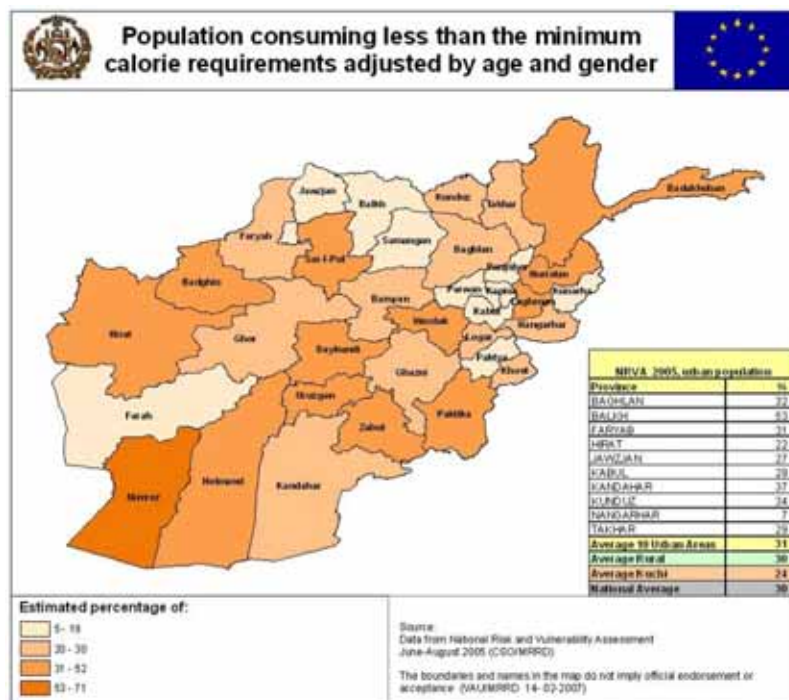 Population consuming less than the minimum
calorie requirements adjusted by age and gender
Jawzjan
Balkh
Kunduz
Takhar
Badakhshan
Faryab
Samangan
Sar-I-Pol
Baghlan
Badghis
Panjsher
Nuristan
Parwan
Kapisa
Kunarha
Bamyan
Kabul
Laghman
Wardak
Nangarhar
Hirat
Ghor
Logar
Daykundi
Paktya
Ghazni
Khost
Uruzgan
Farah
Zabul
Paktika
Nimroz
Helmand
Kandahar
NRVA 2005, urban population
Province %
BAGHLAN 32
BALKH 53
FARYAB 31
HIRAT 22
JAWZJAN 27
KABUL 28
KANDAHAR 37
KUNDUZ 24
NANGARHAR 7
TAKHAR 29
Average 10 Urban Areas 31
Average Rural 30
Average Kuchi 24
National Average 30
Estimated percentage of:
5 - 19
20 - 30
31 - 52
53 - 71
Source:
Data from National Risk and Vulnerability Assessment
June-August 2005 (CSO/MRRD)
The boundaries and names in the map do not imply official endorsement or
acceptance (VAU/MRRD 14- 02-2007)